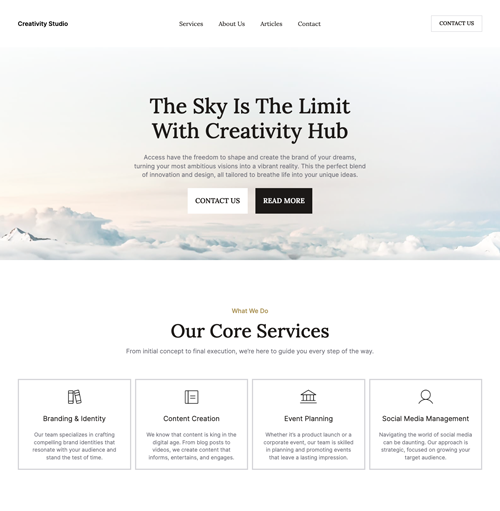 Creativity Studio
Services
About Us
Articles
Contact
CONTACT US
The Sky Is The Limit
With Creativity Hub
Access have the freedom to shape and create the brand of your dreams,
turning your most ambitious visions into a vibrant reality. This the perfect blend
of innovation and design, all tailored to breathe life into your unique ideas.
CONTACT US
READ MORE
What We Do
Our Core Services
From initial concept to final execution, we're here to guide you every step of the way.
Branding & Identity
Our team specializes in crafting
compelling brand identities that
resonate with your audience and
stand the test of time.
Content Creation
We know that content is king in the
digital age. From blog posts to
videos, we create content that
informs, entertains, and engages.
Event Planning
Whether it's a product launch or a
corporate event, our team is skilled
in planning and promoting events
that leave a lasting impression.
Social Media Management
Navigating the world of social media
can be daunting. Our approach is
strategic, focused on growing your
target audience.